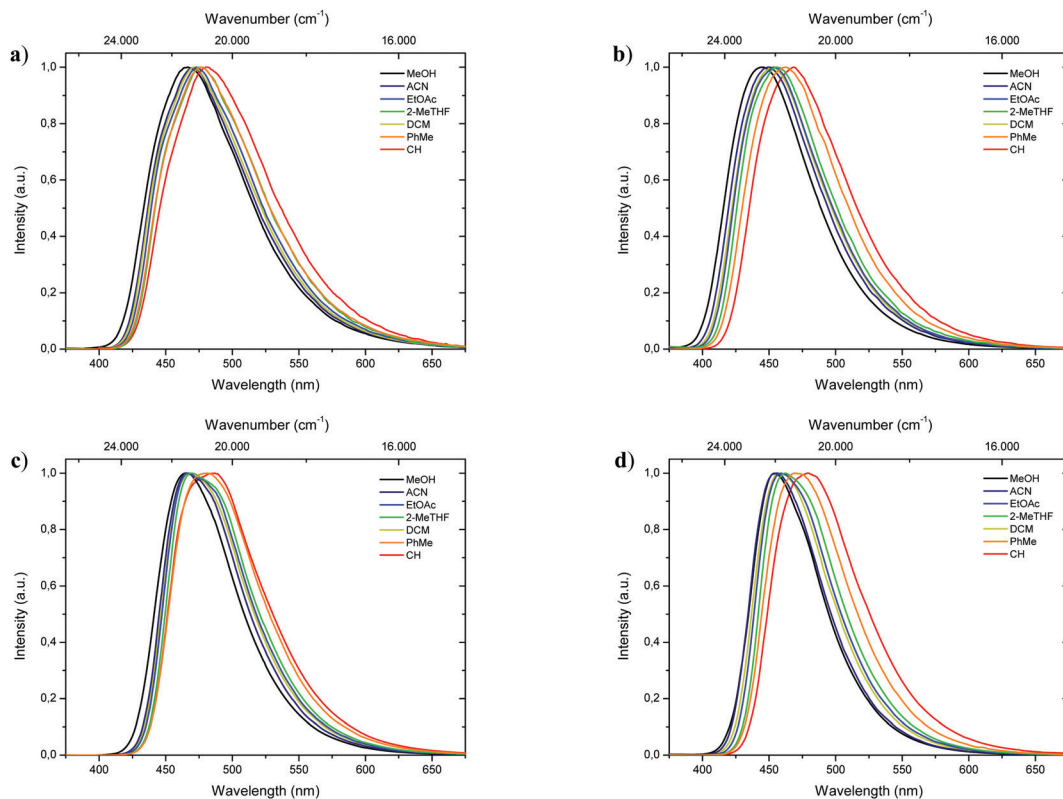 Wavenumber (cm⁻¹)
24.000 20.000 16.000
a)
1,0
0,8
0,6
0,4
0,2
0,0
Intensity (a.u.)
MeOH
ACN
EtOAc
2-MeTHF
DCM
PhMe
CH
400 450 500 550 600 650
Wavelength (nm)
Wavenumber (cm⁻¹)
24.000 20.000 16.000
b)
1,0
0,8
0,6
0,4
0,2
0,0
Intensity (a.u.)
MeOH
ACN
EtOAc
2-MeTHF
DCM
PhMe
CH
400 450 500 550 600 650
Wavelength (nm)
Wavenumber (cm⁻¹)
24.000 20.000 16.000
c)
1,0
0,8
0,6
0,4
0,2
0,0
Intensity (a.u.)
MeOH
ACN
EtOAc
2-MeTHF
DCM
PhMe
CH
400 450 500 550 600 650
Wavelength (nm)
Wavenumber (cm⁻¹)
24.000 20.000 16.000
d)
1,0
0,8
0,6
0,4
0,2
0,0
Intensity (a.u.)
MeOH
ACN
EtOAc
2-MeTHF
DCM
PhMe
CH
400 450 500 550 600 650
Wavelength (nm)